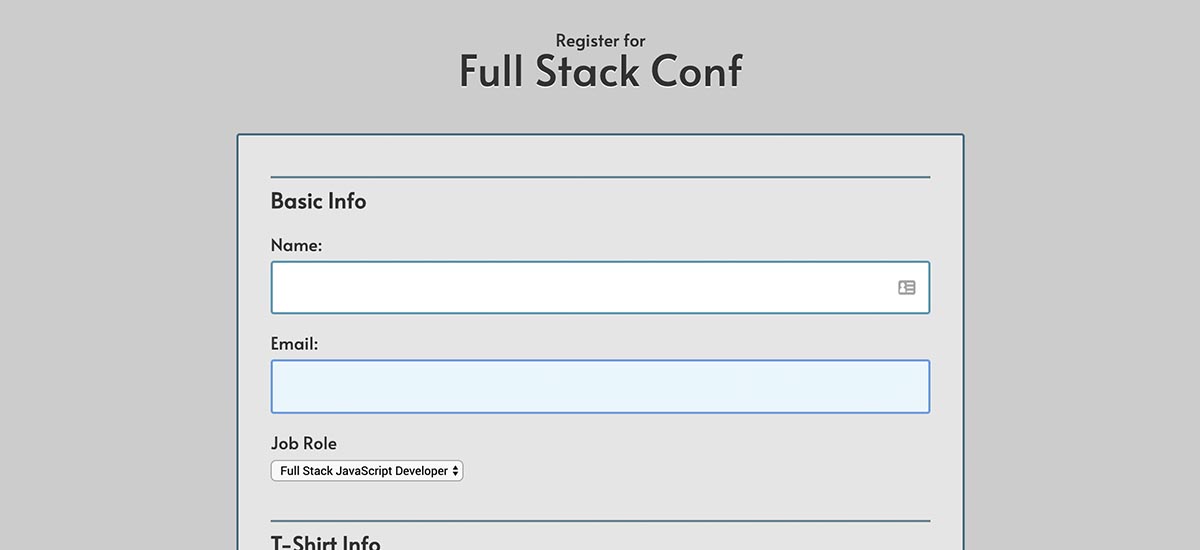 Register for
Full Stack Conf
Basic Info
Name:
Email:
Job Role
Full Stack JavaScript Developer
T-Shirt Info